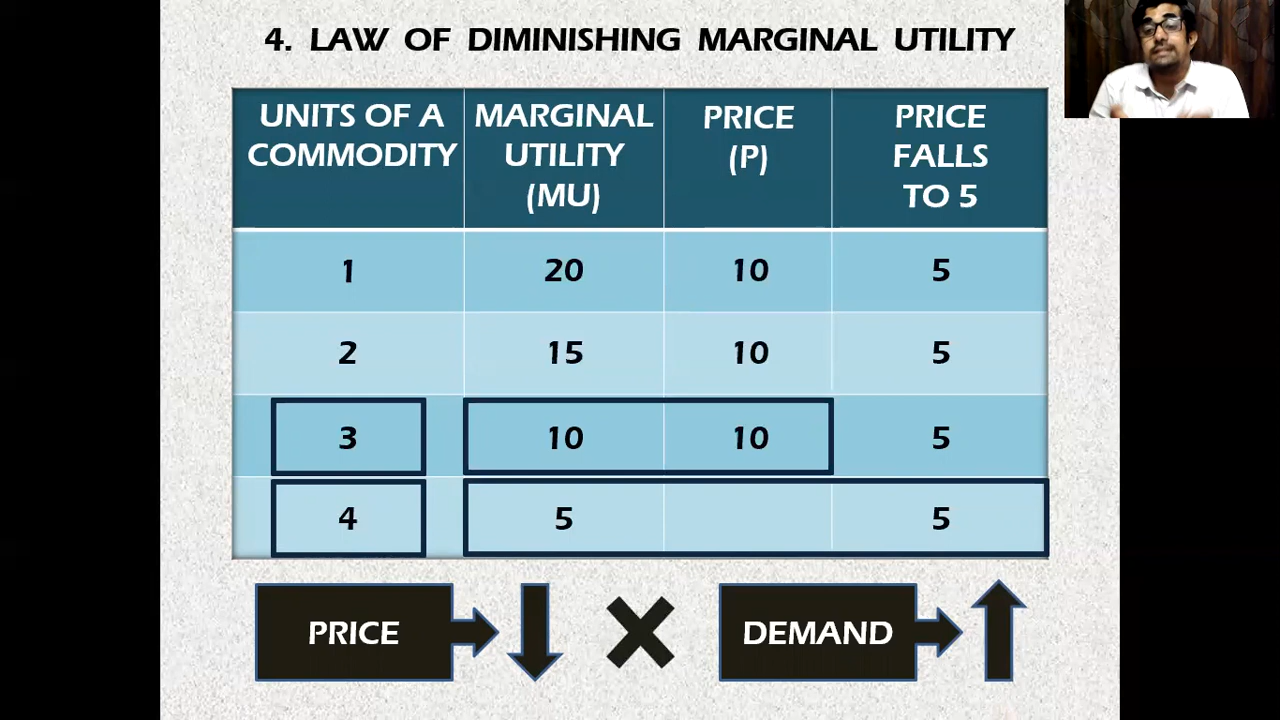 4. LAW OF DIMINISHING MARGINAL UTILITY
UNITS OF A COMMODITY
MARGINAL UTILITY (MU)
PRICE (P)
PRICE FALLS TO 5
1 20 10 5
2 15 10 5
3 10 10 5
4 5 5
PRICE
DEMAND